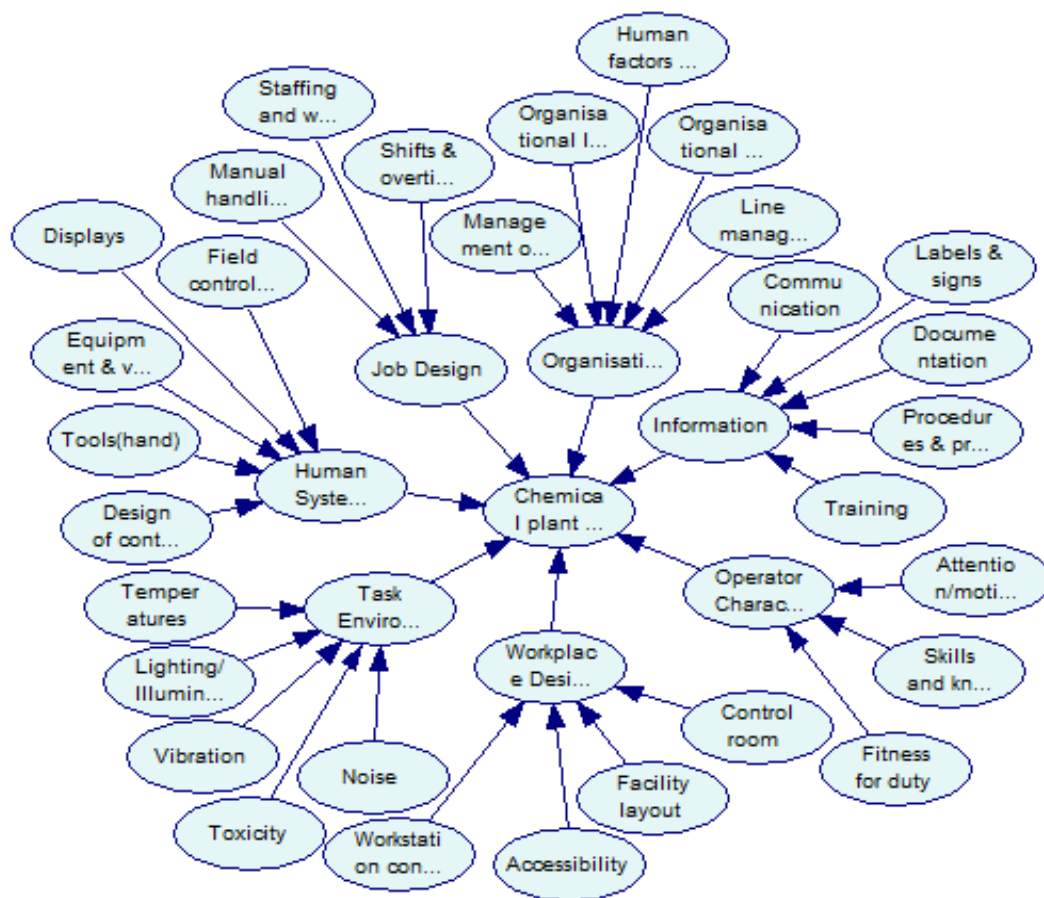 Human
factors ...
Staffing
and w...
Organisa
tional I...
Organisa
tional ...
Shifts &
overti...
Manual
handli...
Line
manag...
Displays
Field
control...
Manage
ment o...
Labels &
signs
Commu
nication
Equipm
ent & v...
Docume
ntation
Job Design
Organisati...
Information
Procedur
es & pr...
Tools(hand)
Human
Syste...
Chemica
l plant ...
Training
Design
of cont...
Temper
atures
Task
Enviro...
Operator
Charac...
Attentio
n/moti...
Lighting/
Illumin...
Workplac
e Desi...
Skills
and kn...
Vibration
Noise
Control
room
Fitness
for duty
Facility
layout
Toxicity
Workstati
on con...
Accessibility